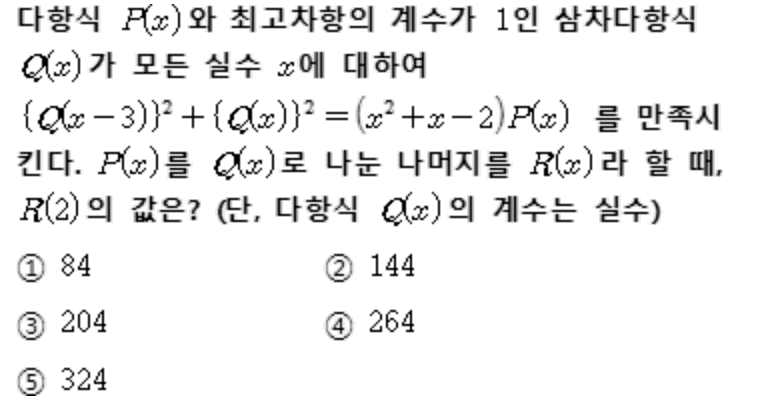 다항식 P(x)와 최고차항의 계수가 1인 삼차다항식
Q(x)가 모든 실수 x에 대하여
{Q(x-3)}²+{Q(x)}²=(x²+x-2)P(x) 를 만족시
킨다. P(x)를 Q(x)로 나눈 나머지를 R(x)라 할 때,
R(2)의 값은? (단, 다항식 Q(x)의 계수는 실수)
① 84 ② 144
③ 204 ④ 264
⑤ 324